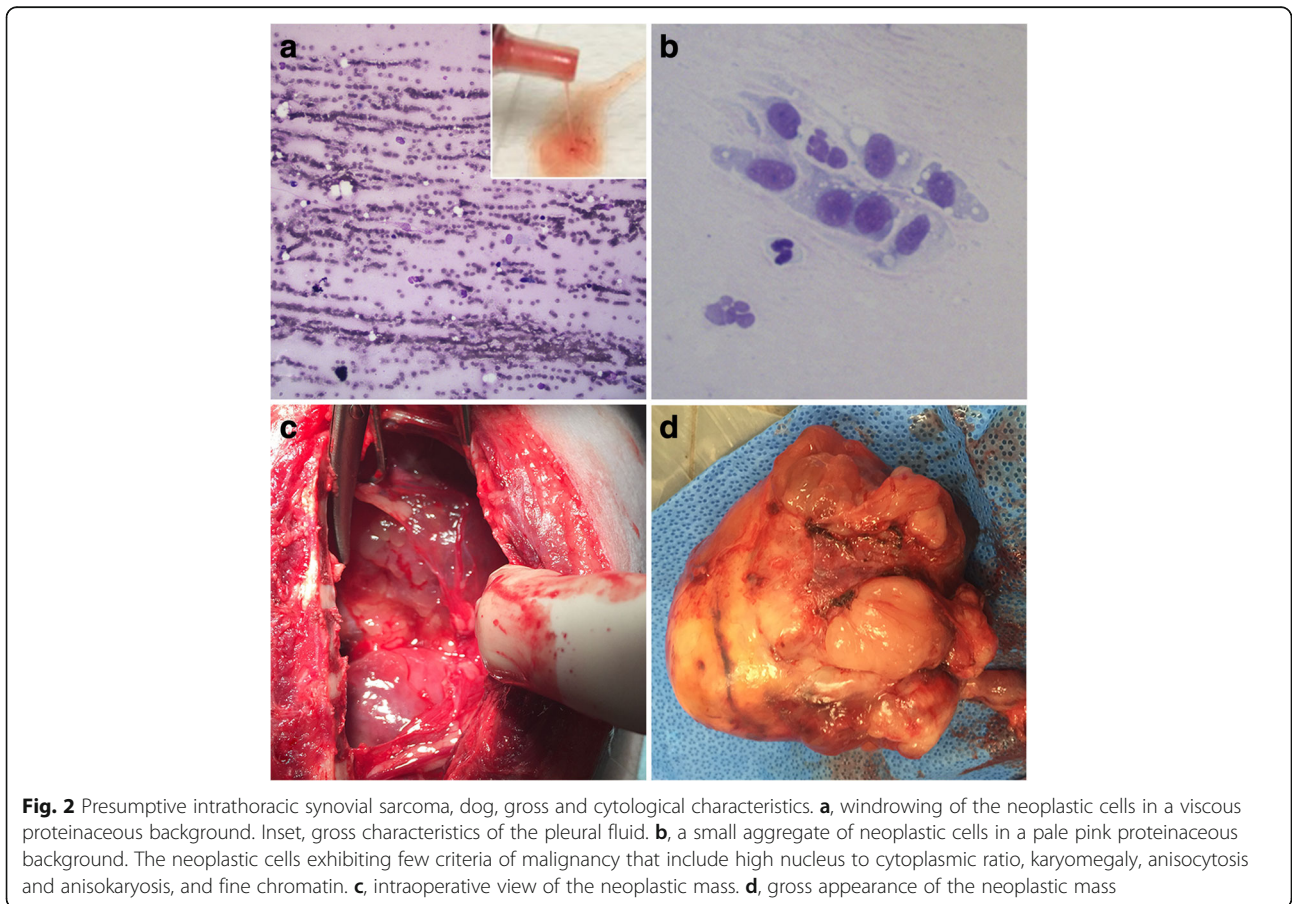 a
b
c
d
Fig. 2 Presumptive intrathoracic synovial sarcoma, dog, gross and cytological characteristics. a, windrowing of the neoplastic cells in a viscous
proteinaceous background. Inset, gross characteristics of the pleural fluid. b, a small aggregate of neoplastic cells in a pale pink proteinaceous
background. The neoplastic cells exhibiting few criteria of malignancy that include high nucleus to cytoplasmic ratio, karyomegaly, anisocytosis
and anisokaryosis, and fine chromatin. c, intraoperative view of the neoplastic mass. d, gross appearance of the neoplastic mass